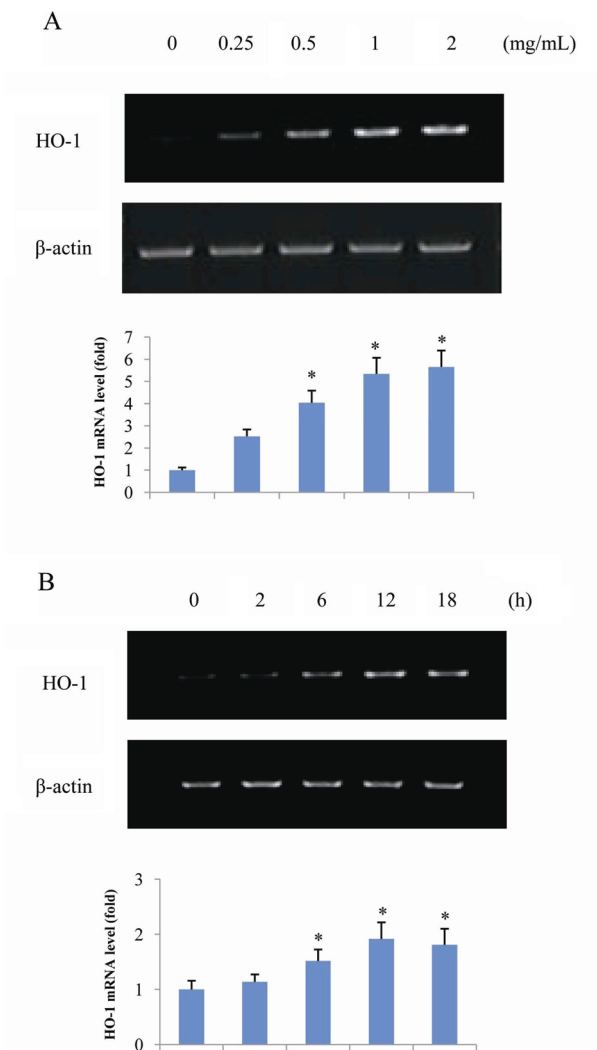 A
0 0.25 0.5 1 2 (mg/mL)
HO-1
β-actin
HO-1 mRNA level (fold)
7
6
5
4
3
2
1
0
* * *
B
0 2 6 12 18 (h)
HO-1
β-actin
HO-1 mRNA level (fold)
3
2
1
0
* * *